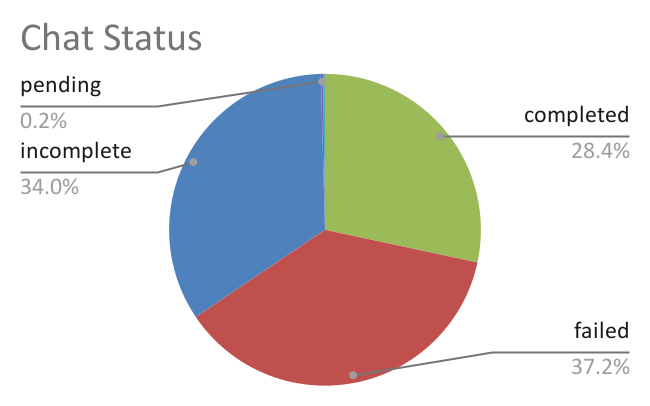 Chat Status
pending
0.2%
incomplete
34.0%
completed
28.4%
failed
37.2%